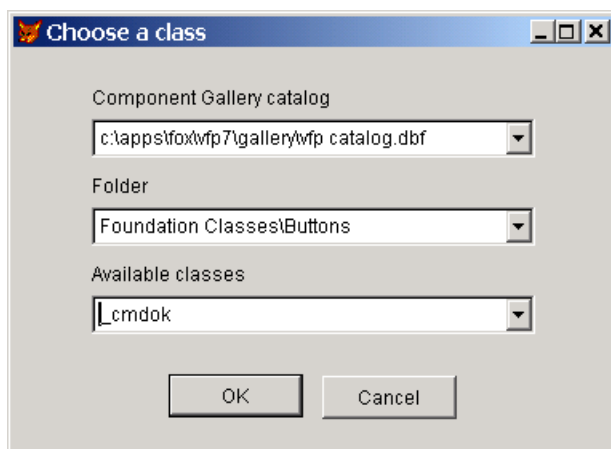 Choose a class
Component Gallery catalog
c:\apps\fox\vfp7\gallery\vfp catalog.dbf
Folder
Foundation Classes\Buttons
Available classes
_cmdok
OK Cancel